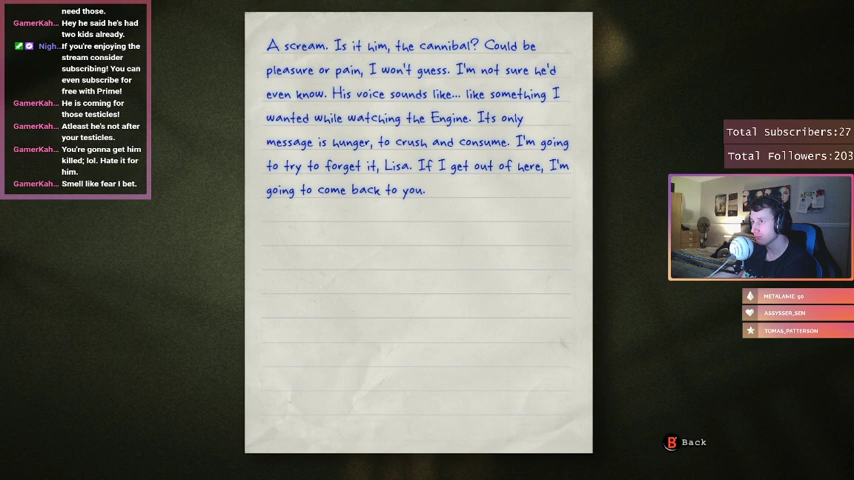 need those.
GamerKah... Hey he said he's had
two kids already.
Nigh... If you're enjoying the
stream consider
subscribing! You can
even subscribe for
free with Prime!
GamerKah... He is coming for
those testicles!
GamerKah... Atleast he's not after
your testicles.
GamerKah... You're gonna get him
killed; lol. Hate it for
him.
GamerKah... Smell like fear I bet.
A scream. Is it him, the cannibal? Could be
pleasure or pain, I won't guess. I'm not sure he'd
even know. His voice sounds like... like something I
wanted while watching the Engine. Its only
message is hunger, to crush and consume. I'm going
to try to forget it, Lisa. If I get out of here, I'm
going to come back to you.
Total Subscribers:27
Total Followers:203
METALANIE: 90
ASSYSSER_SEN
TOMAS_PATTERSON
B Back